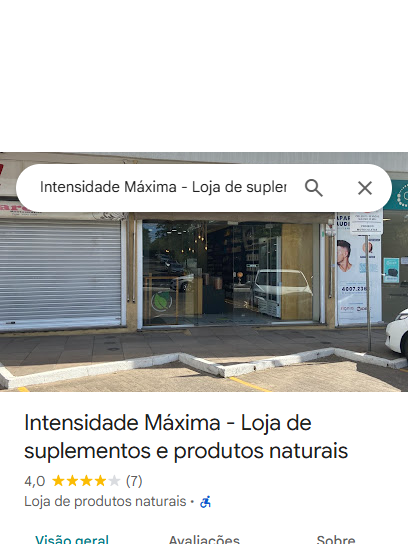 Intensidade Máxima - Loja de supler
Intensidade Máxima - Loja de
suplementos e produtos naturais
4,0 (7)
Loja de produtos naturais •
Visão geral Avaliações Sobre